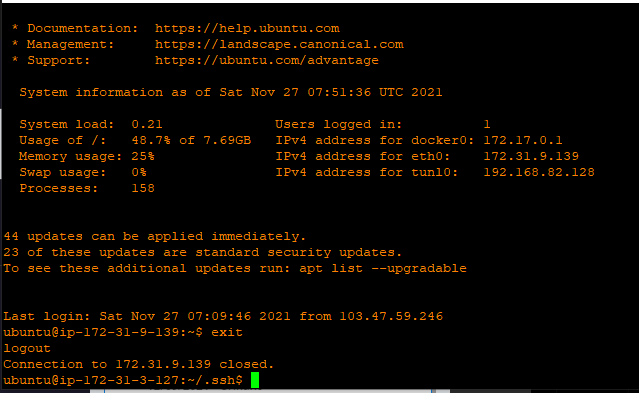 * Documentation:  https://help.ubuntu.com
* Management:     https://landscape.canonical.com
* Support:        https://ubuntu.com/advantage
System information as of Sat Nov 27 07:51:36 UTC 2021
System load:  0.21              Users logged in:          1
Usage of /:   48.7% of 7.69GB   IPv4 address for docker0: 172.17.0.1
Memory usage: 25%               IPv4 address for eth0:    172.31.9.139
Swap usage:   0%                IPv4 address for tunl0:   192.168.82.128
Processes:    158
44 updates can be applied immediately.
23 of these updates are standard security updates.
To see these additional updates run: apt list --upgradable
Last login: Sat Nov 27 07:09:46 2021 from 103.47.59.246
ubuntu@ip-172-31-9-139:~$ exit
logout
Connection to 172.31.9.139 closed.
ubuntu@ip-172-31-3-127:~/.ssh$